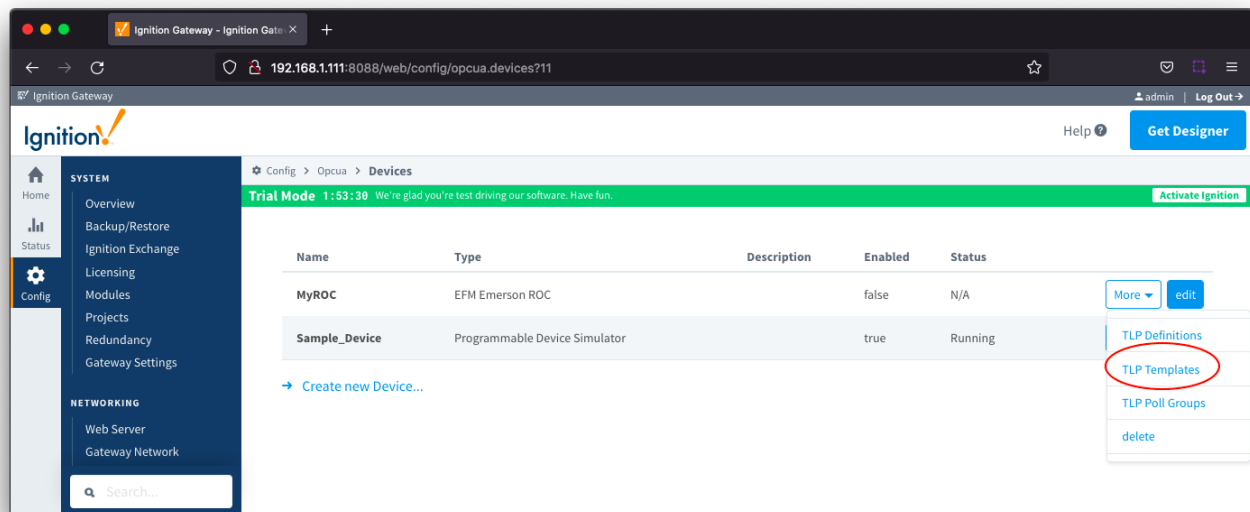 Ignition Gateway - Ignition Gate
192.168.1.111:8088/web/config/opcua.devices?11
Ignition Gateway
admin | Log Out
Ignition!
Help
Get Designer
Home
Status
Config
SYSTEM
Overview
Backup/Restore
Ignition Exchange
Licensing
Modules
Projects
Redundancy
Gateway Settings
NETWORKING
Web Server
Gateway Network
Search...
Config > Opcua > Devices
Trial Mode 1:53:30 We're glad you're test driving our software. Have fun.
Activate Ignition
Name Type Description Enabled Status
MyROC EFM Emerson ROC false N/A More edit
Sample_Device Programmable Device Simulator true Running
Create new Device...
TLP Definitions
TLP Templates
TLP Poll Groups
delete